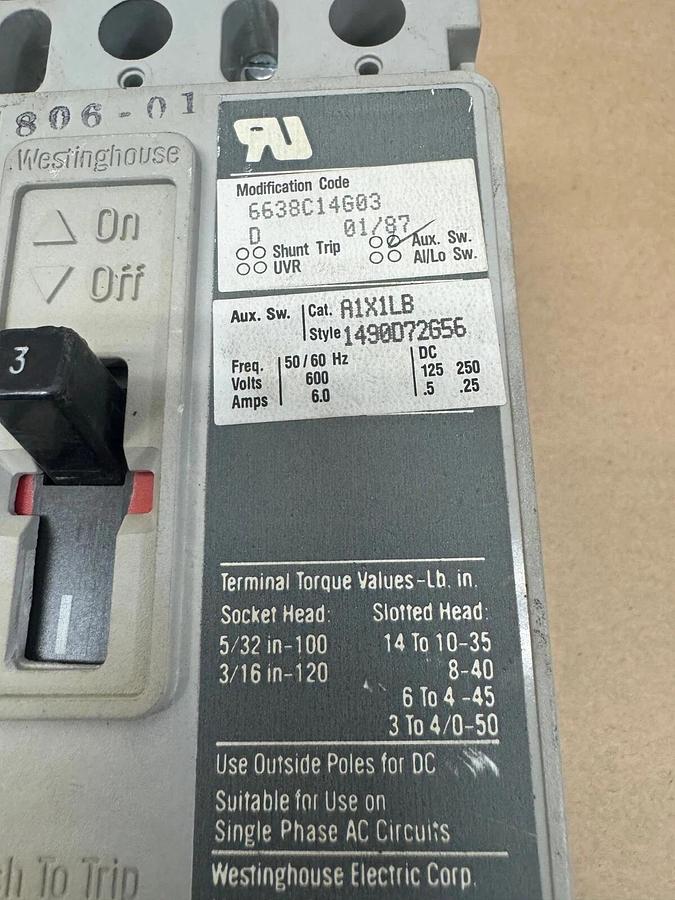 806-01
Westinghouse
On
Off
3
RU
Modification Code
6638C14G03
D 01/87
Shunt Trip Aux. Sw.
UVR Al/Lo Sw.
Aux. Sw. Cat. A1X1LB
Style 1490D72G56
Freq. 50/60 Hz DC
Volts 600 125 250
Amps 6.0 .5 .25
Terminal Torque Values-Lb. in.
Socket Head: Slotted Head:
5/32 in-100 14 To 10-35
3/16 in-120 8-40
6 To 4 -45
3 To 4/0-50
Use Outside Poles for DC
Suitable for Use on
Single Phase AC Circuits
To Trip
Westinghouse Electric Corp.